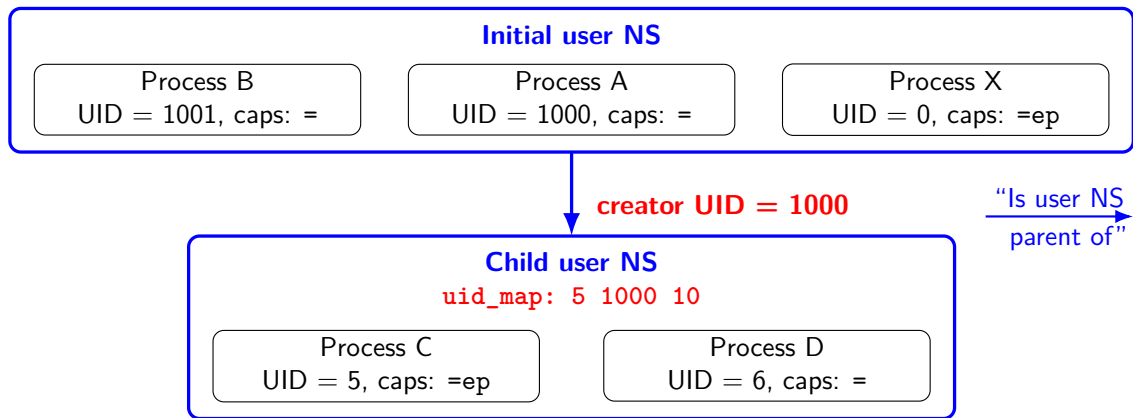 Initial user NS
Process B
UID = 1001, caps: =
Process A
UID = 1000, caps: =
Process X
UID = 0, caps: =ep
creator UID = 1000
“Is user NS
parent of”
Child user NS
uid_map: 5 1000 10
Process C
UID = 5, caps: =ep
Process D
UID = 6, caps: =